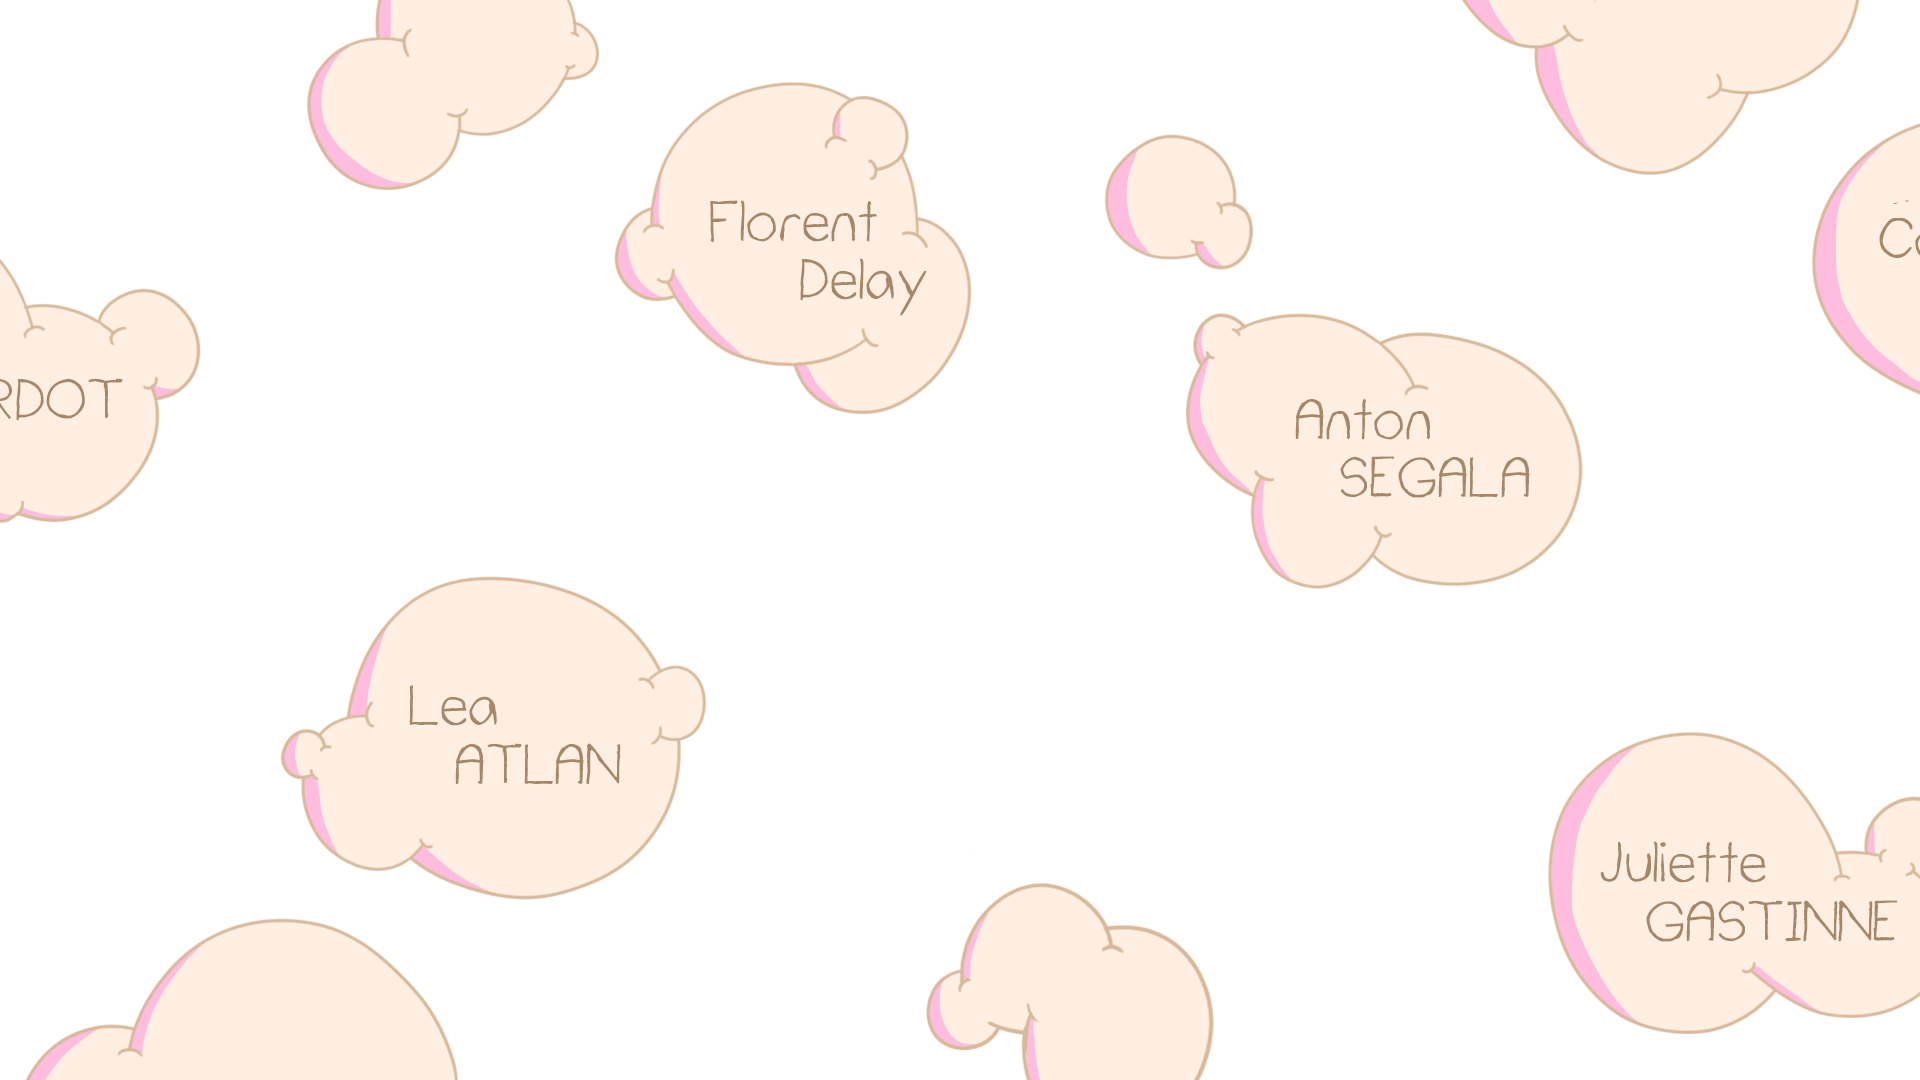 Florent
Delay
RDOT
Anton
SEGALA
Lea
ATLAN
Juliette
GASTINNE